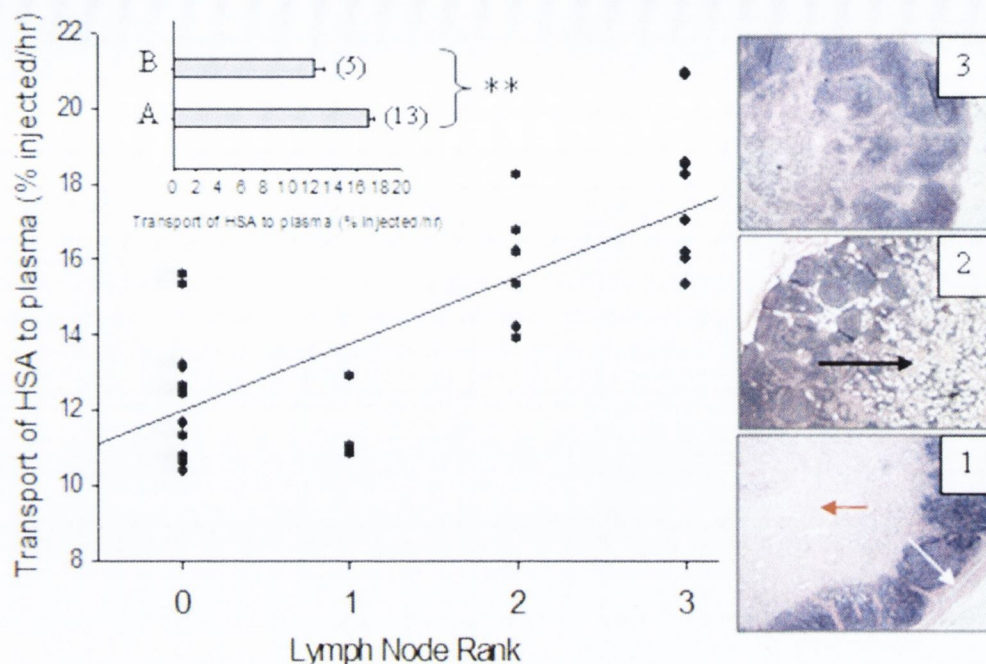 Transport of HSA to plasma (% injected/hr)
22
20
18
16
14
12
10
8
0 1 2 3
Lymph Node Rank
B (5)
A (13)
**
0 2 4 6 8 10 12 14 16 18 20
Transport of HSA to plasma (% injected/hr)
3
2
1